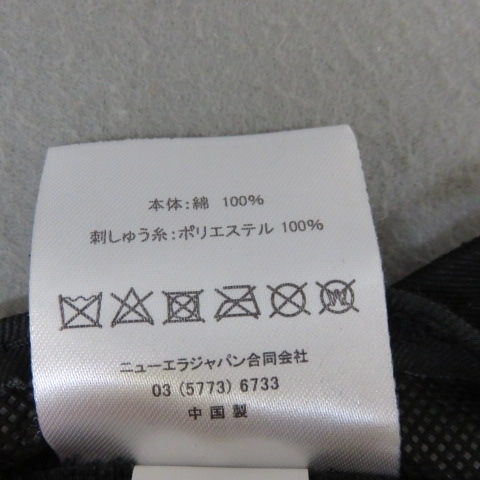 本体:綿 100%
刺しゅう糸:ポリエステル 100%
ニューエラジャパン合同会社
03 (5773) 6733
中国製